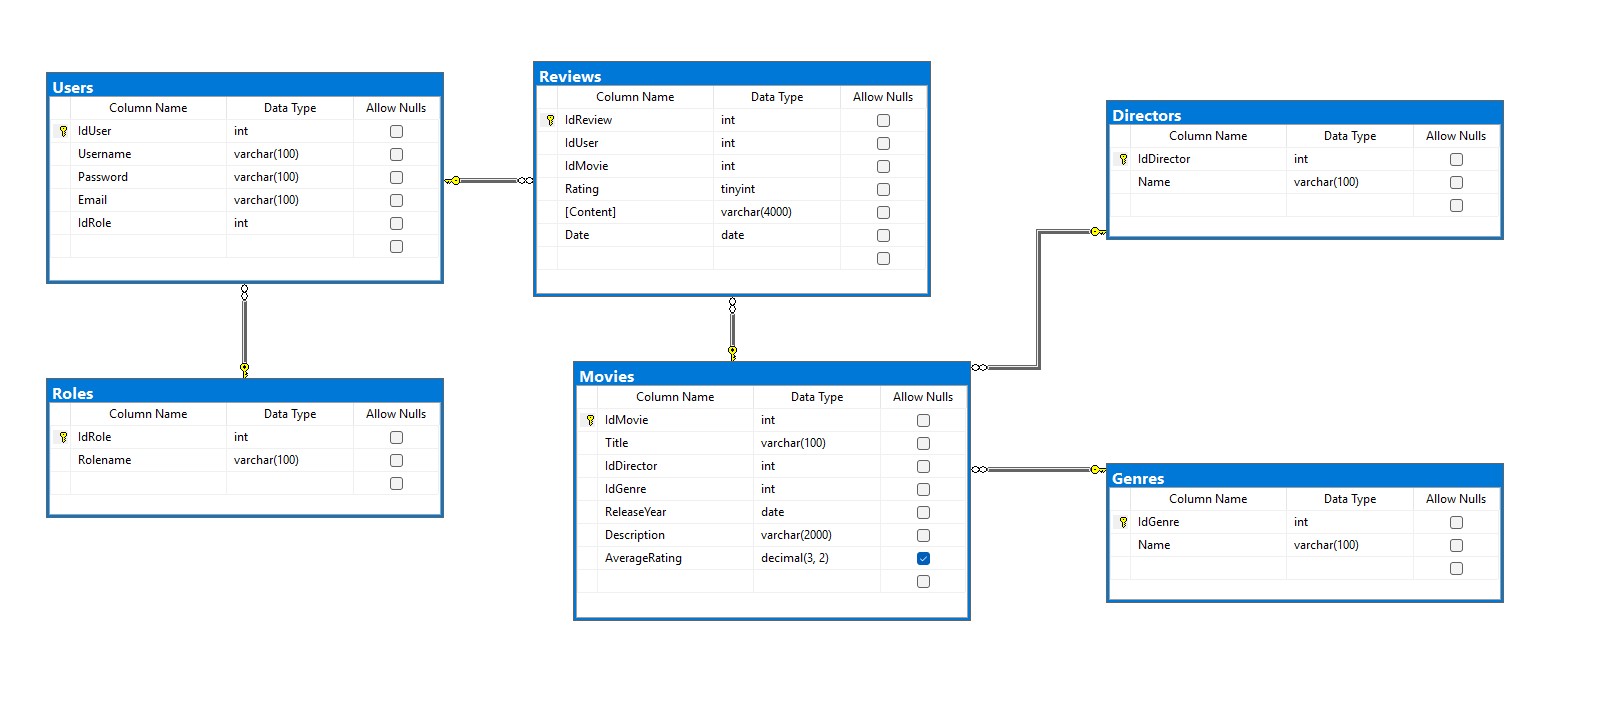 Users
Column Name Data Type Allow Nulls
IdUser int
Username varchar(100)
Password varchar(100)
Email varchar(100)
IdRole int
Reviews
Column Name Data Type Allow Nulls
IdReview int
IdUser int
IdMovie int
Rating tinyint
[Content] varchar(4000)
Date date
Directors
Column Name Data Type Allow Nulls
IdDirector int
Name varchar(100)
Roles
Column Name Data Type Allow Nulls
IdRole int
Rolename varchar(100)
Movies
Column Name Data Type Allow Nulls
IdMovie int
Title varchar(100)
IdDirector int
IdGenre int
ReleaseYear date
Description varchar(2000)
AverageRating decimal(3, 2)
Genres
Column Name Data Type Allow Nulls
IdGenre int
Name varchar(100)